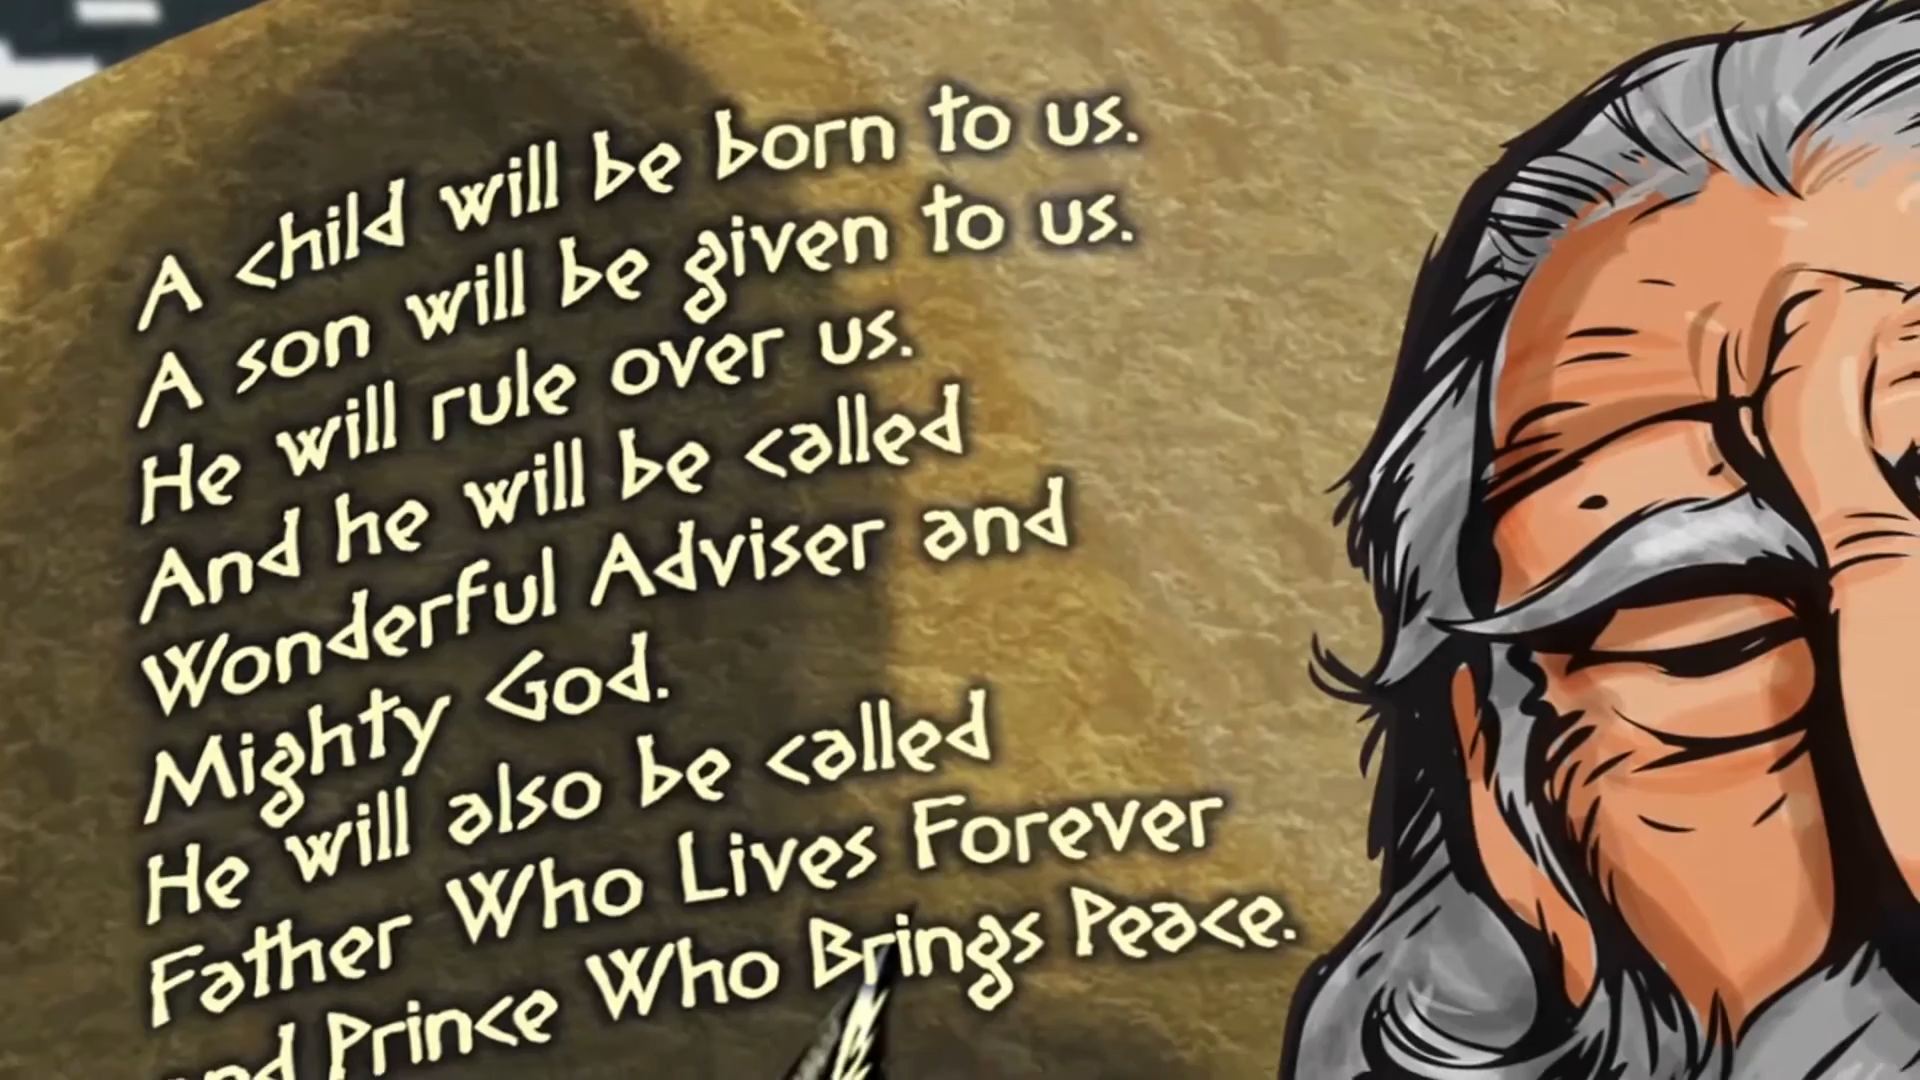 A child will be born to us.
A son will be given to us.
He will rule over us.
And he will be called
Wonderful Adviser and
Mighty God.
He will also be called
Father Who Lives Forever
and Prince Who Brings Peace.